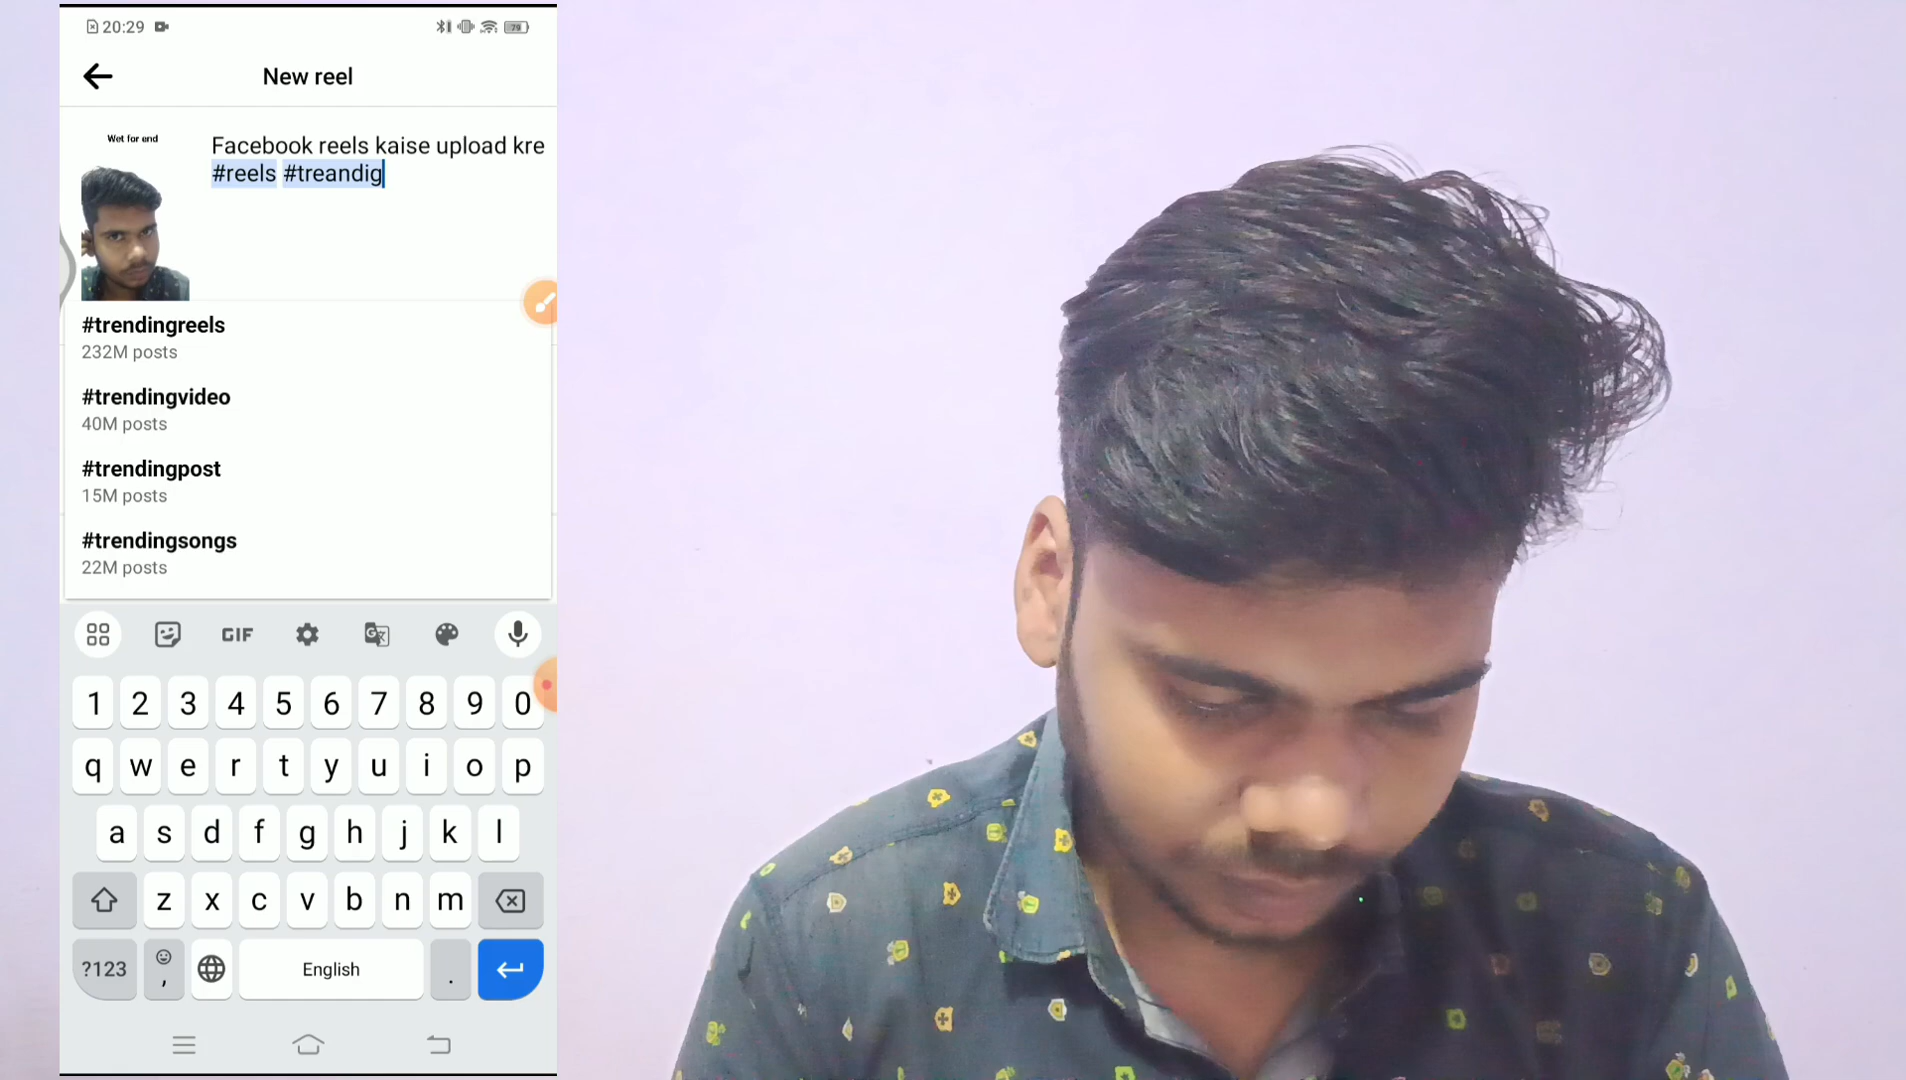 20:29
79
New reel
Wet for end
Facebook reels kaise upload kre
#reels #treandig
#trendingreels
232M posts
#trendingvideo
40M posts
#trendingpost
15M posts
#trendingsongs
22M posts
GIF
1 2 3 4 5 6 7 8 9 0
q w e r t y u i o p
a s d f g h j k l
z x c v b n m
?123 , English .